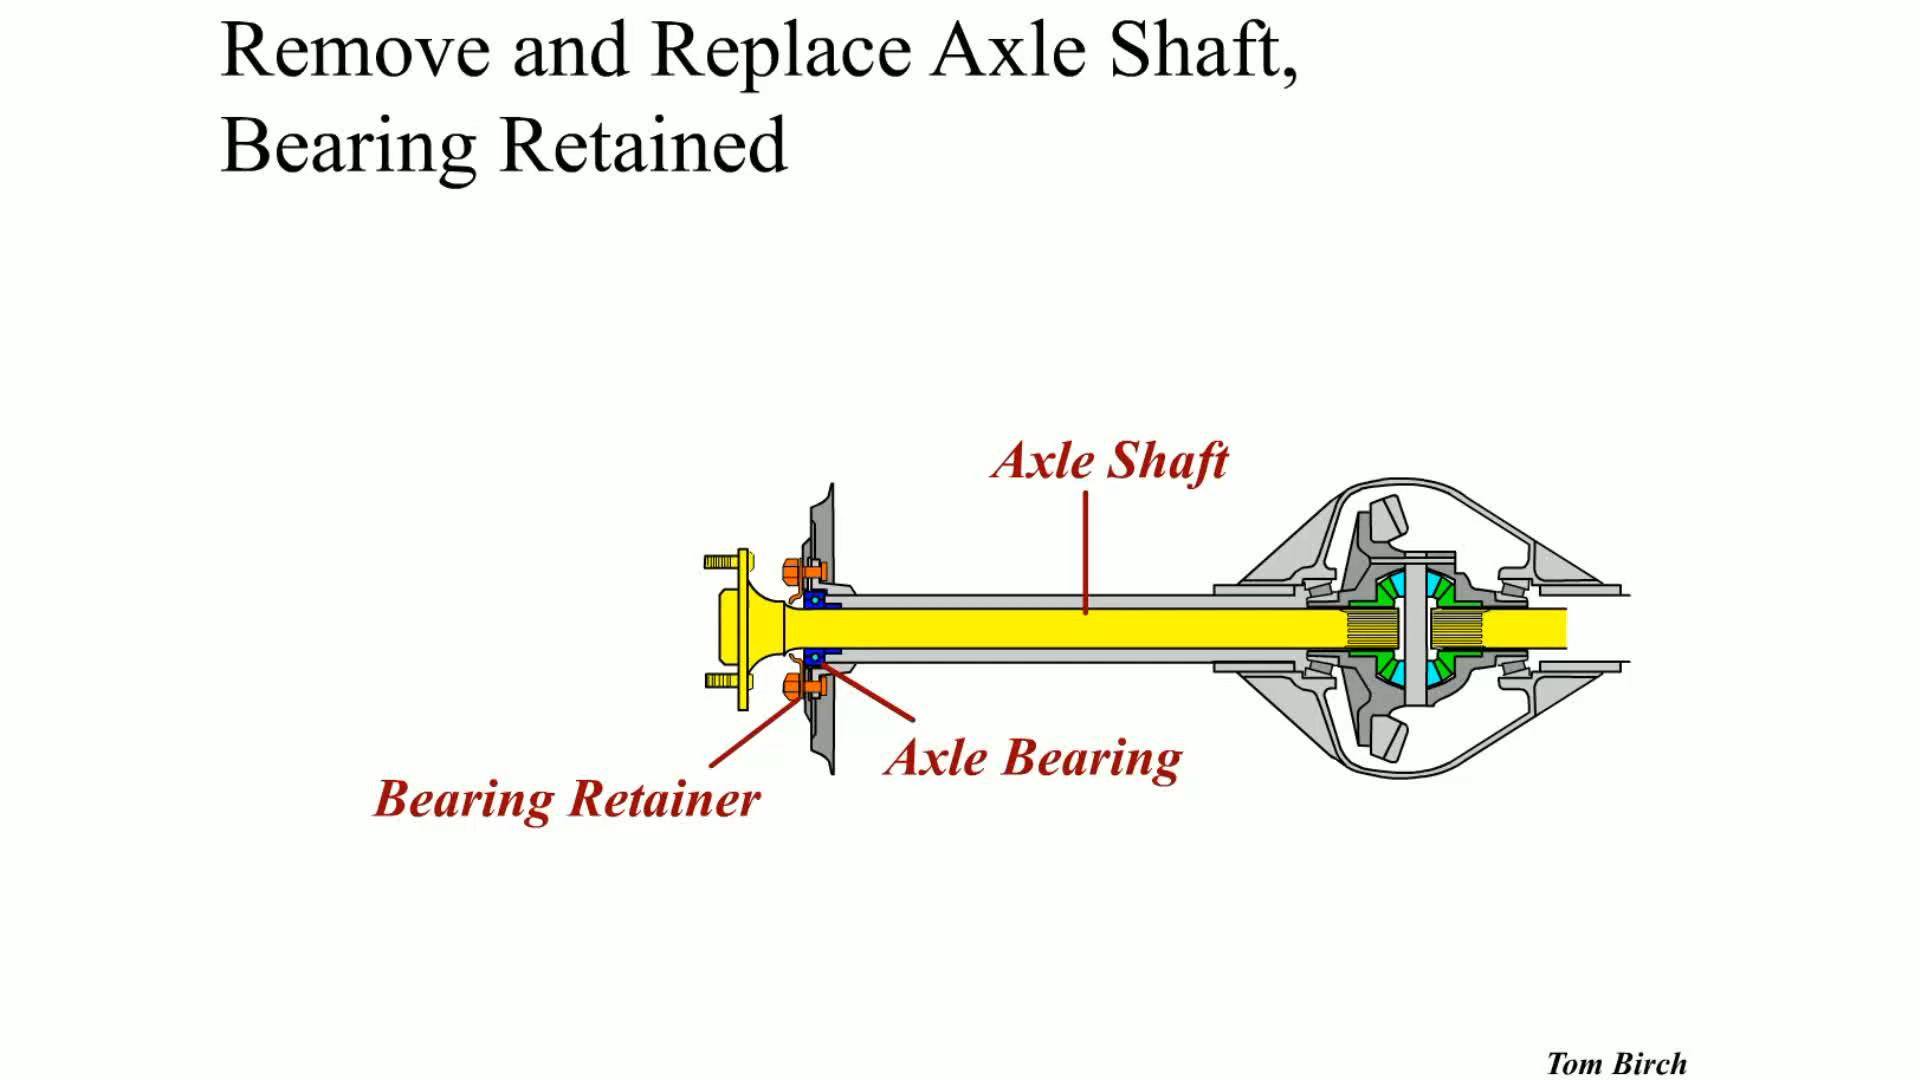 Remove and Replace Axle Shaft,
Bearing Retained
Axle Shaft
Axle Bearing
Bearing Retainer
Tom Birch